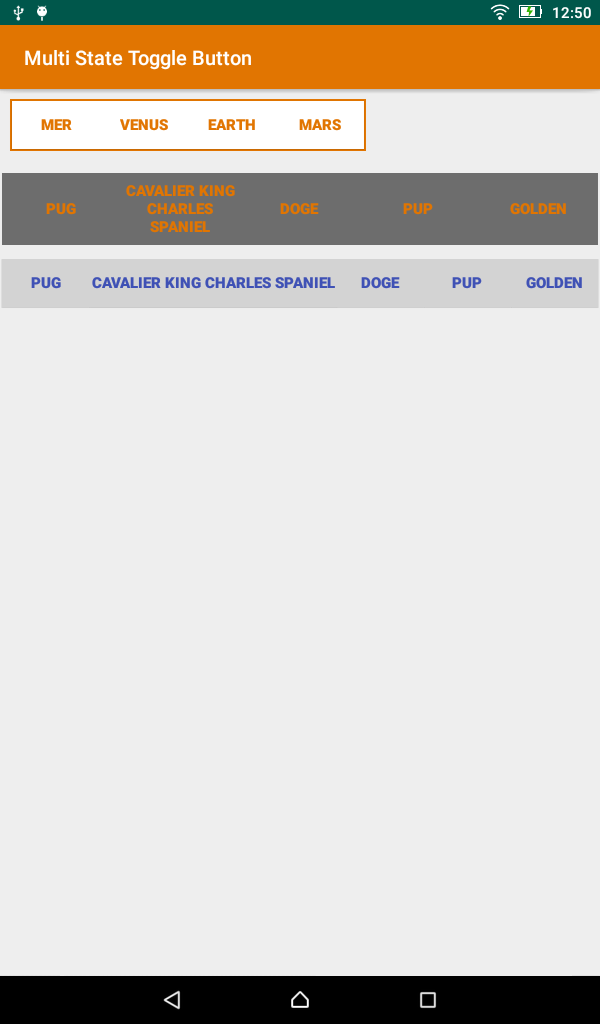 12:50
Multi State Toggle Button
MER VENUS EARTH MARS
PUG CAVALIER KING CHARLES SPANIEL DOGE PUP GOLDEN
PUG CAVALIER KING CHARLES SPANIEL DOGE PUP GOLDEN